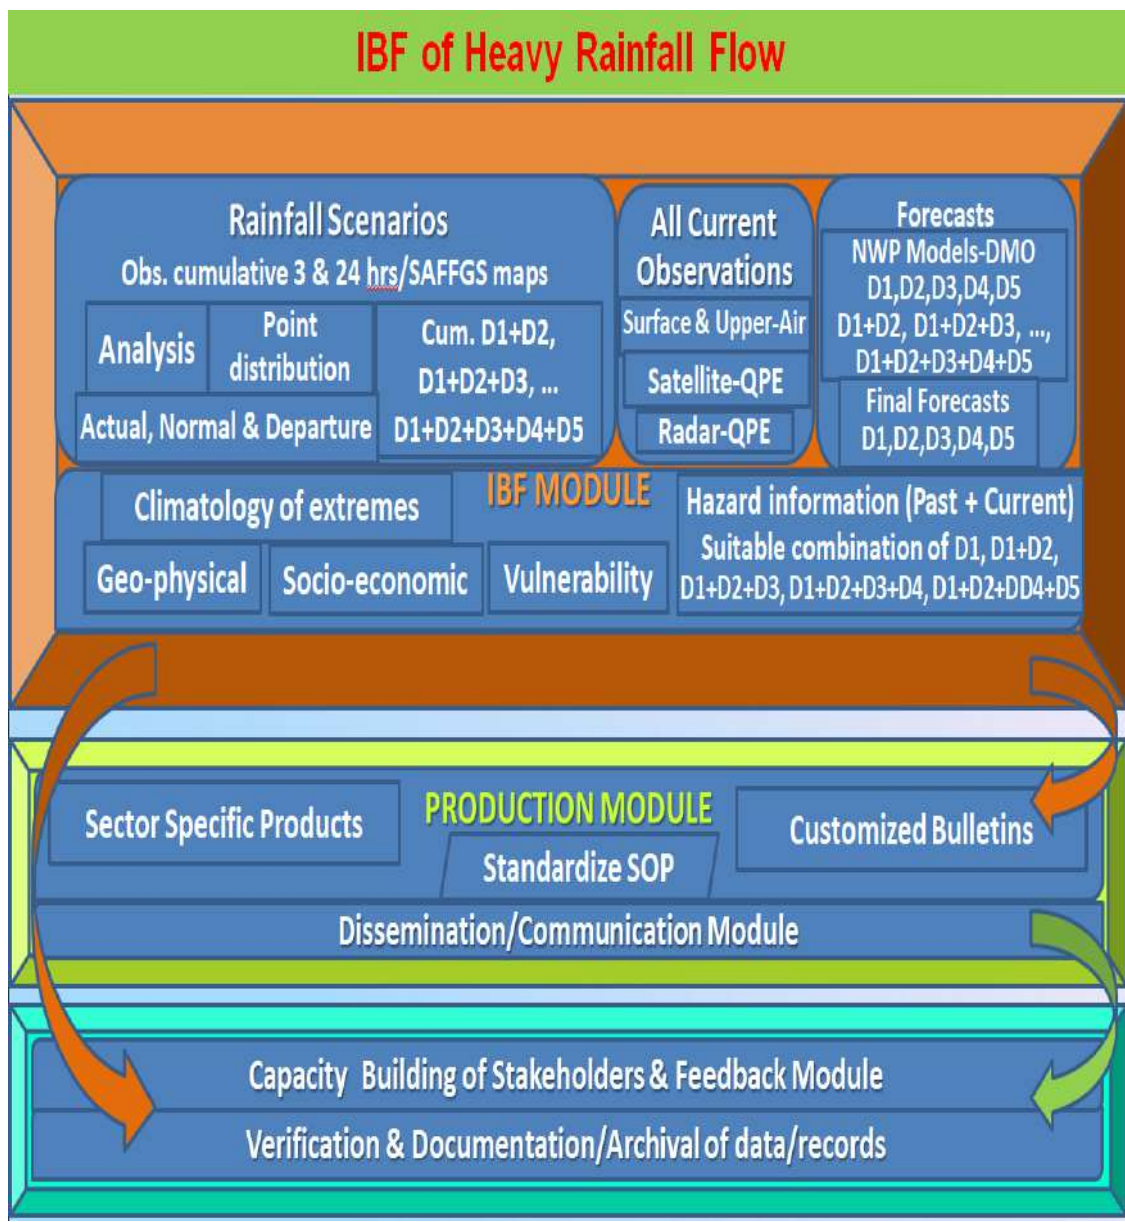 IBF of Heavy Rainfall Flow
Rainfall Scenarios
Obs. cumulative 3 & 24 hrs/SAFFGS maps
Analysis
Point
distribution
Actual, Normal & Departure
Cum. D1+D2,
D1+D2+D3, ...
D1+D2+D3+D4+D5
All Current
Observations
Surface & Upper-Air
Satellite-QPE
Radar-QPE
Forecasts
NWP Models-DMO
D1,D2,D3,D4,D5
D1+D2, D1+D2+D3, ...,
D1+D2+D3+D4+D5
Final Forecasts
D1,D2,D3,D4,D5
IBF MODULE
Climatology of extremes
Geo-physical
Socio-economic
Vulnerability
Hazard information (Past + Current)
Suitable combination of D1, D1+D2,
D1+D2+D3, D1+D2+D3+D4, D1+D2+DD4+D5
PRODUCTION MODULE
Sector Specific Products
Standardize SOP
Customized Bulletins
Dissemination/Communication Module
Capacity Building of Stakeholders & Feedback Module
Verification & Documentation/Archival of data/records